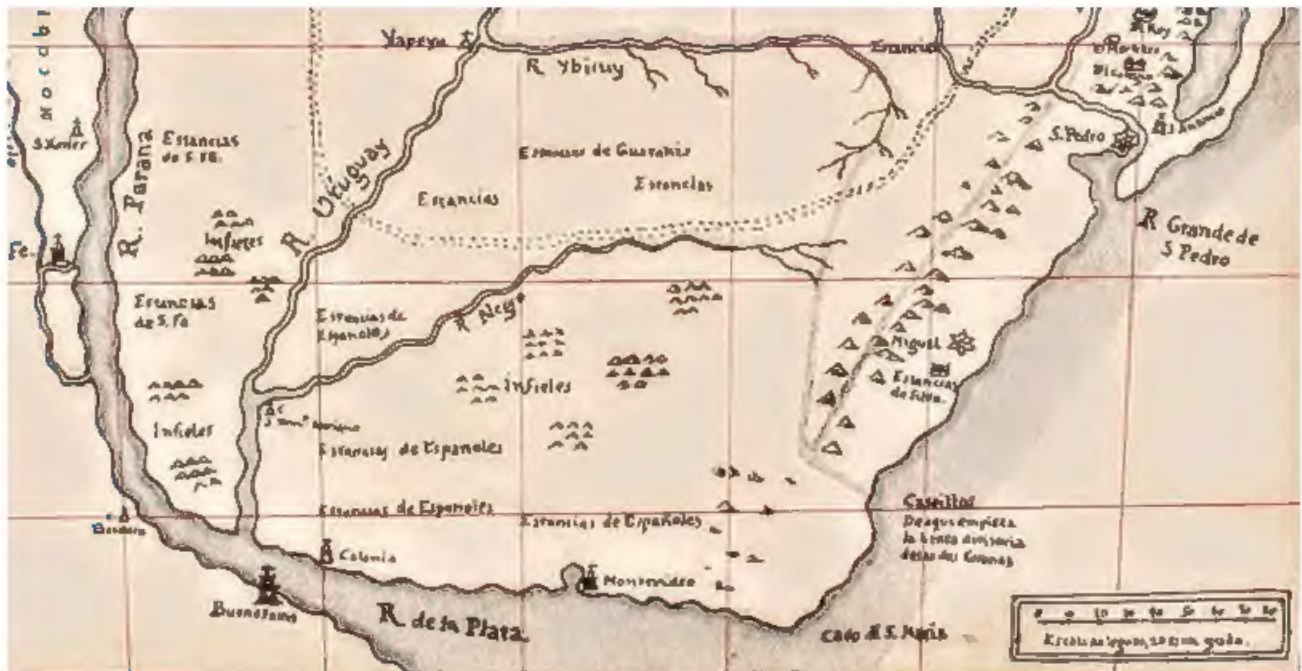 Yapeyu
R Ybicuy
Estancias
S. Xavier
Estancias
de S. Fe.
R. Parana
R Uruguay
Estancias de Guaranis
Estancias
Estancias
S. Pedro
R Grande de
S Pedro
Infieles
Fe.
Estancias
de S. Fe
Estancias de
Españoles
R Negro
Miguel
Estancias
Infieles
Infieles
Estancias de Españoles
Estancias de Españoles
Estancias de Españoles
Castillos
De aqui empieza
la linea divisoria
de las dos Coronas
Colonia
Montevideo
Buenos
R de la Plata
Cabo de S. Maria